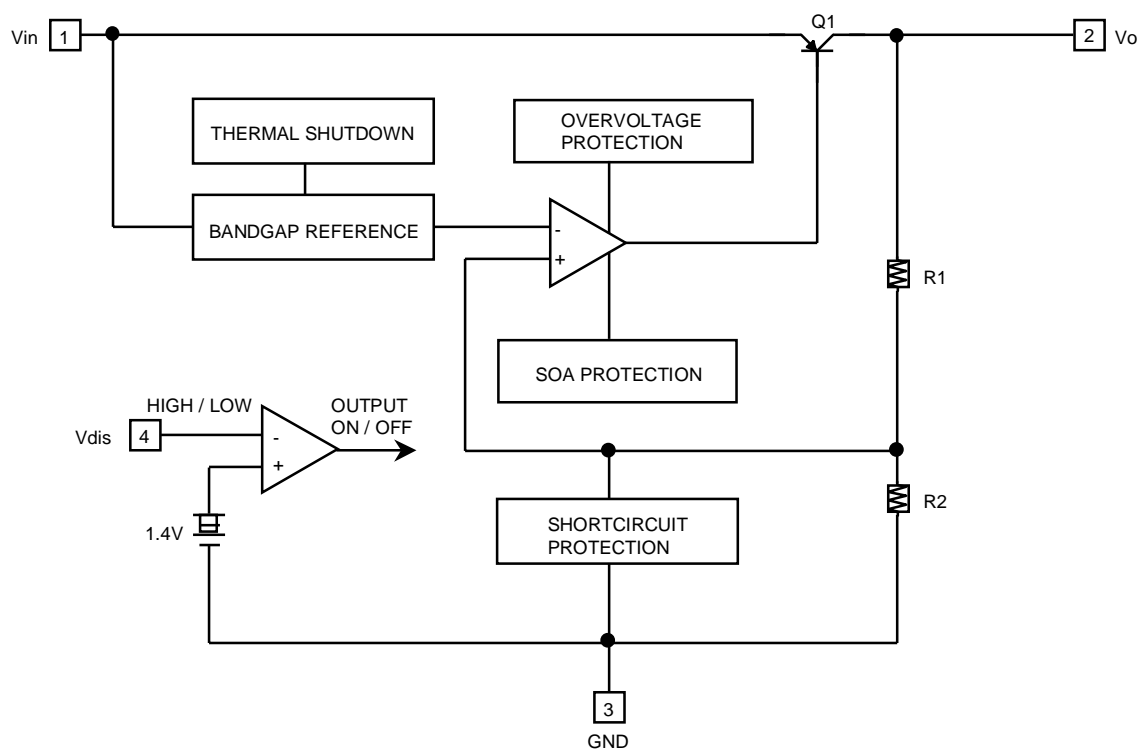 Q1
Vin 1
2 Vo
THERMAL SHUTDOWN
OVERVOLTAGE
PROTECTION
BANDGAP REFERENCE
-
+
R1
SOA PROTECTION
HIGH / LOW
OUTPUT
ON / OFF
Vdis 4
-
+
1.4V
SHORTCIRCUIT
PROTECTION
R2
3
GND